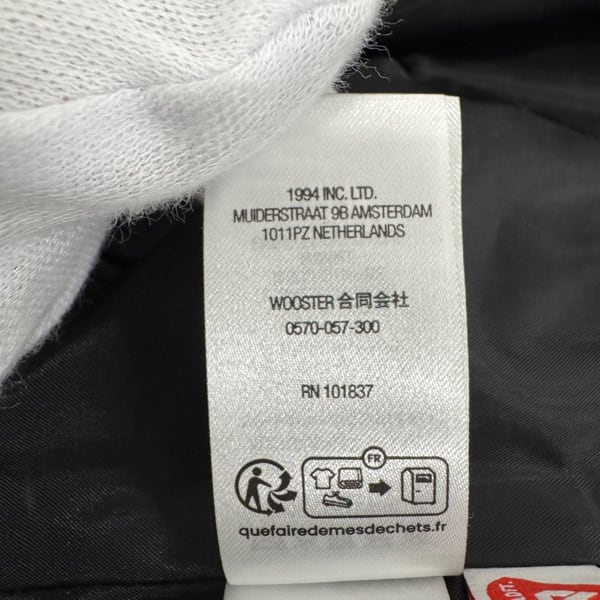 1994 INC. LTD.
MUIDERSTRAAT 9B AMSTERDAM
1011PZ NETHERLANDS
WOOSTER 合同会社
0570-057-300
RN 101837
FR
quefairedemesdechets.fr